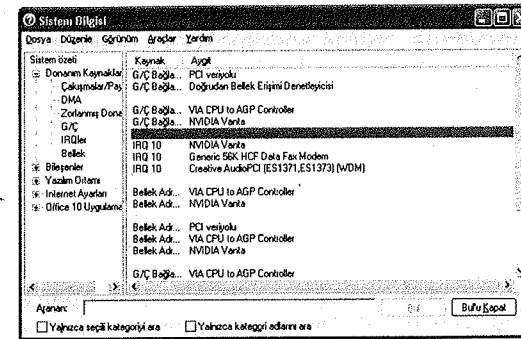 Sistem Bilgisi
Dosya Düzenle Görünüm Araçlar Yardım
Sistem özeti
Donanım Kaynaklar
Çakışmalar/Pay
DMA
Zorlanmış Dona
G/Ç
IRQler
Bellek
Bileşenler
Yazılım Ortamı
Internet Ayarları
Office 10 Uygulama
Kaynak Aygıt
G/Ç Bağla... PCI veriyolu
G/Ç Bağla... Doğrudan Bellek Erişimi Denetleyicisi
G/Ç Bağla... VIA CPU to AGP Controller
G/Ç Bağla... NVIDIA Vanta
IRQ 10 NVIDIA Vanta
IRQ 10 Generic 56K HCF Data Fax Modem
IRQ 10 Creative AudioPCI (ES1371,ES1373) (WDM)
Bellek Adr... VIA CPU to AGP Controller
Bellek Adr... NVIDIA Vanta
Bellek Adr... PCI veriyolu
Bellek Adr... VIA CPU to AGP Controller
Bellek Adr... NVIDIA Vanta
G/Ç Bağla... VIA CPU to AGP Controller
Aranan: Bul Bul'u Kapat
Yalnızca seçili kategoriyi ara Yalnızca kategori adlarını ara